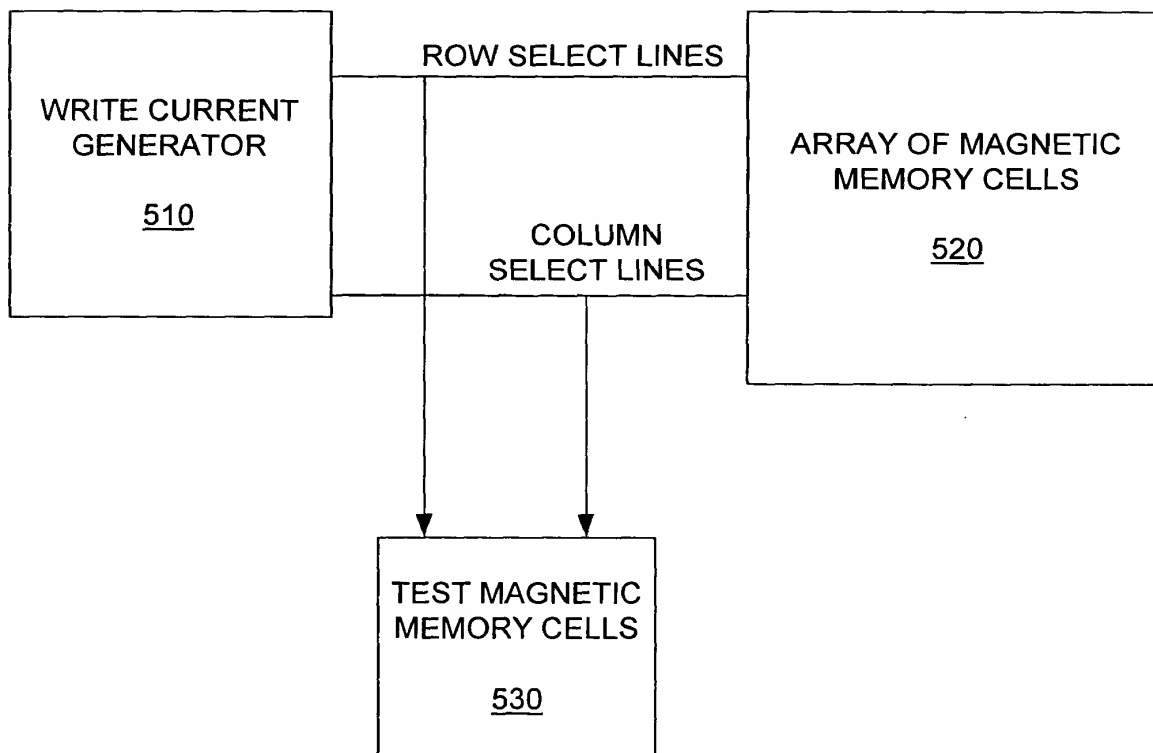 WRITE CURRENT
GENERATOR
510
ROW SELECT LINES
COLUMN
SELECT LINES
ARRAY OF MAGNETIC
MEMORY CELLS
520
TEST MAGNETIC
MEMORY CELLS
530